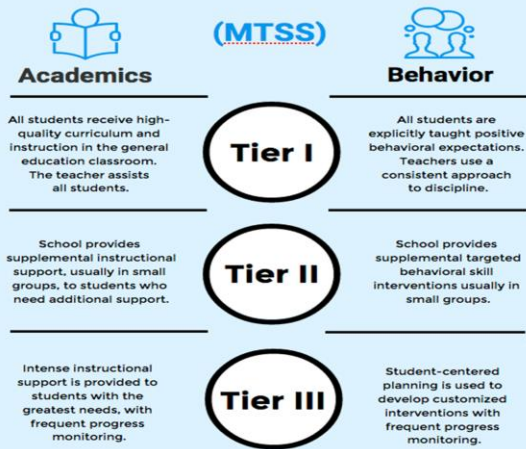 (MTSS)
Academics
Behavior
All students receive high-
quality curriculum and
instruction in the general
education classroom.
The teacher assists
all students.
Tier I
All students are
explicitly taught positive
behavioral expectations.
Teachers use a
consistent approach
to discipline.
School provides
supplemental instructional
support, usually in small
groups, to students who
need additional support.
Tier II
School provides
supplemental targeted
behavioral skill
interventions usually in
small groups.
Intense instructional
support is provided to
students with the
greatest needs, with
frequent progress
monitoring.
Tier III
Student-centered
planning is used to
develop customized
interventions with
frequent progress
monitoring.